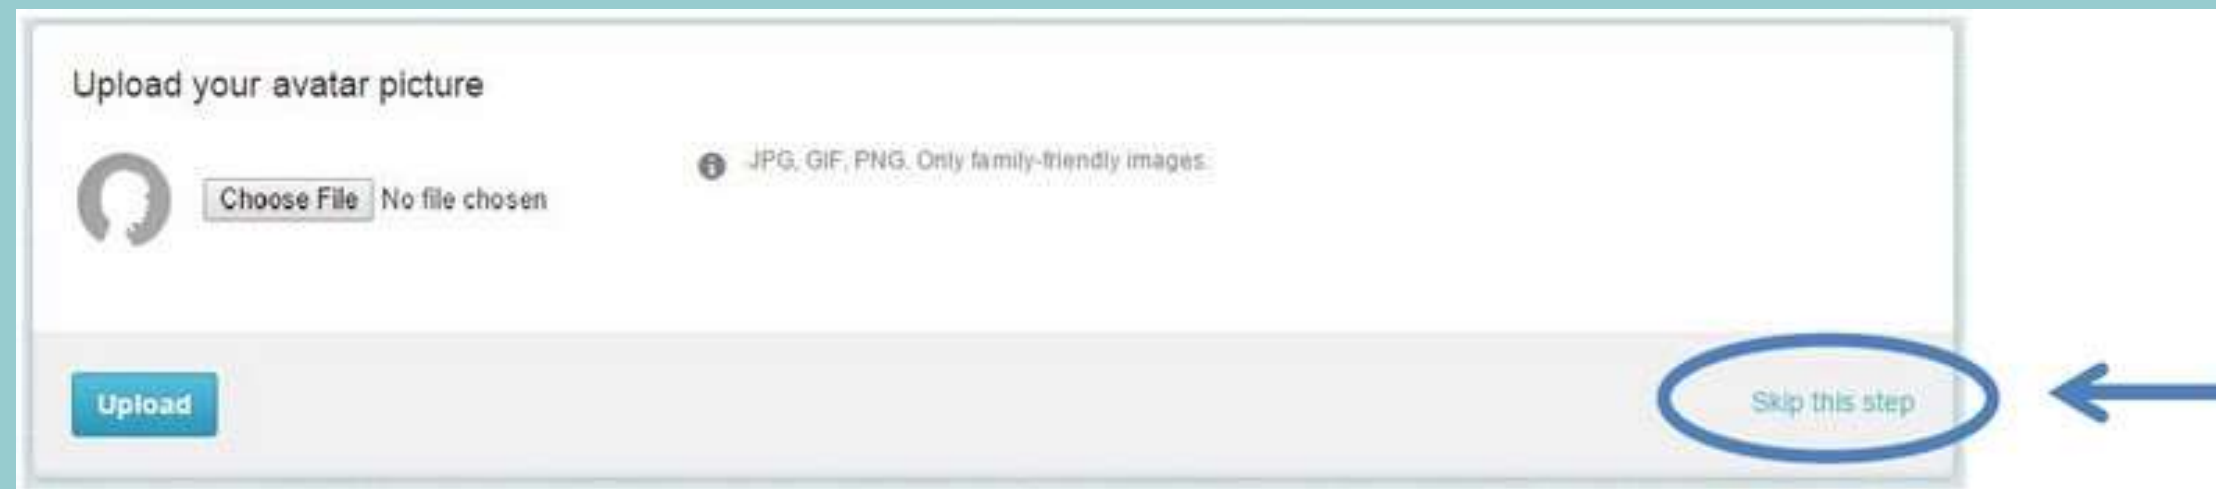 Upload your avatar picture
JPG, GIF, PNG. Only family-friendly images.
Choose File No file chosen
Upload
Skip this step